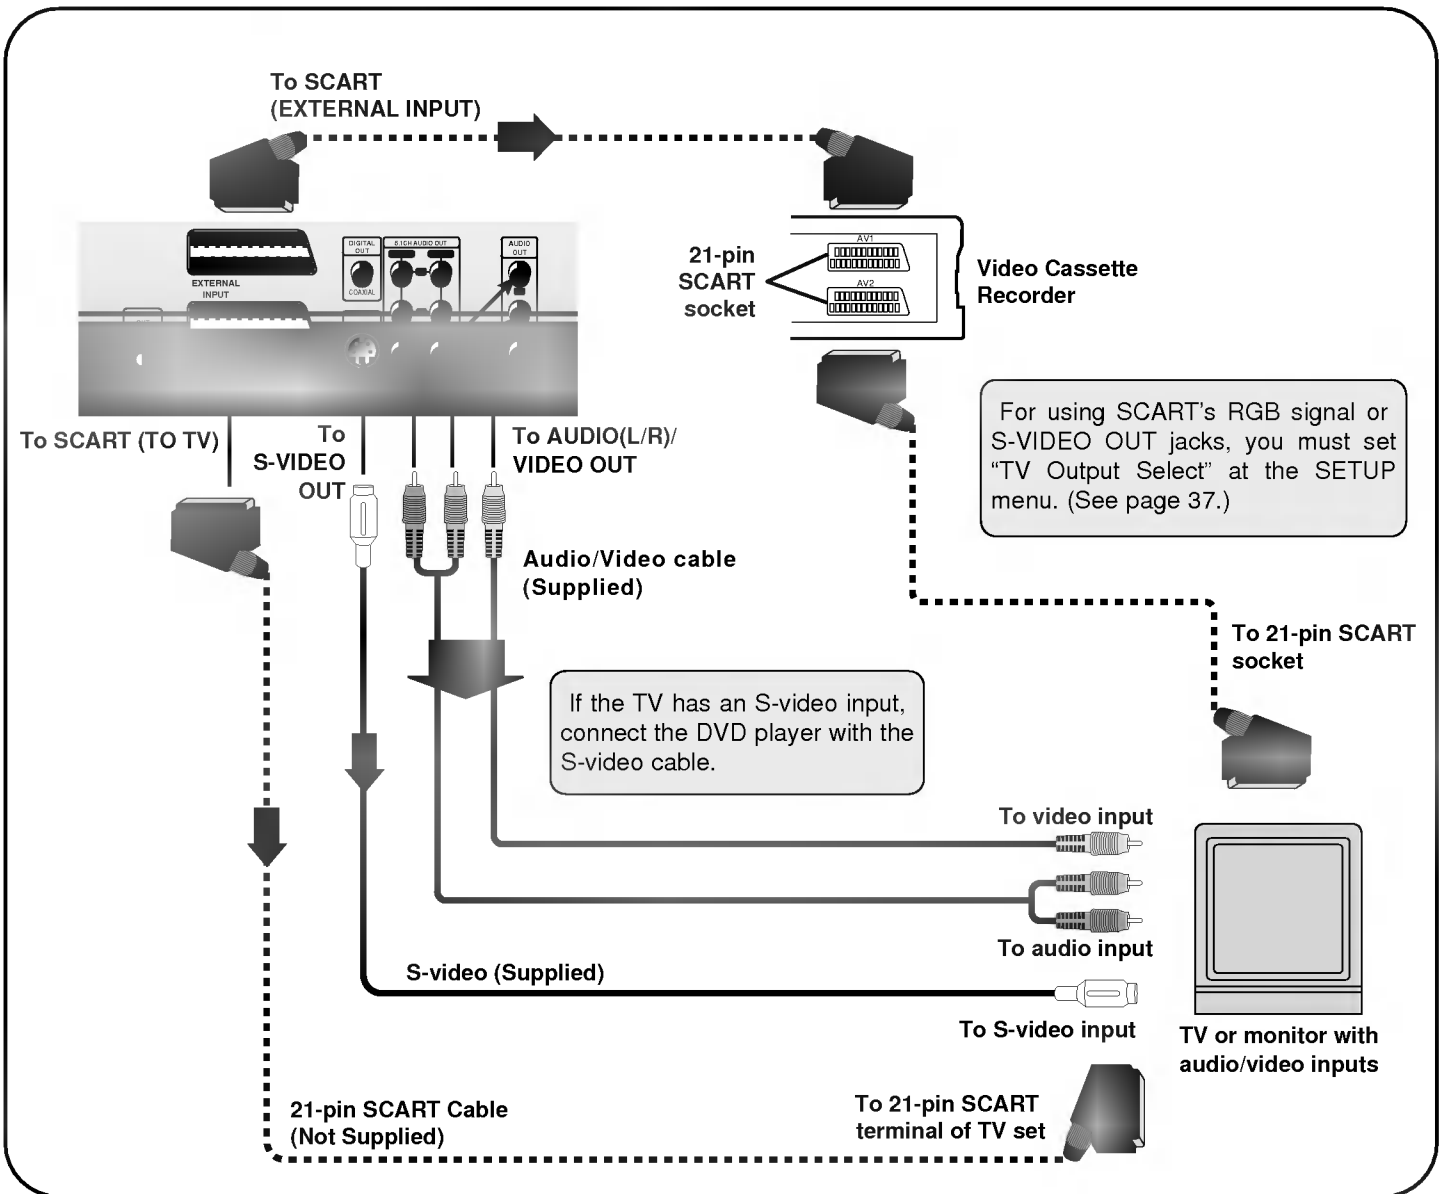 To SCART
(EXTERNAL INPUT)
DIGITAL
OUT
5.1CH AUDIO OUT
AUDIO
OUT
COAXIAL
EXTERNAL
INPUT
21-pin
SCART
socket
AV1
AV2
Video Cassette
Recorder
For using SCART's RGB signal or
S-VIDEO OUT jacks, you must set
“TV Output Select” at the SETUP
menu. (See page 37.)
To SCART (TO TV)
To
S-VIDEO
OUT
To AUDIO(L/R)/
VIDEO OUT
Audio/Video cable
(Supplied)
To 21-pin SCART
socket
If the TV has an S-video input,
connect the DVD player with the
S-video cable.
To video input
To audio input
S-video (Supplied)
To S-video input
TV or monitor with
audio/video inputs
21-pin SCART Cable
(Not Supplied)
To 21-pin SCART
terminal of TV set